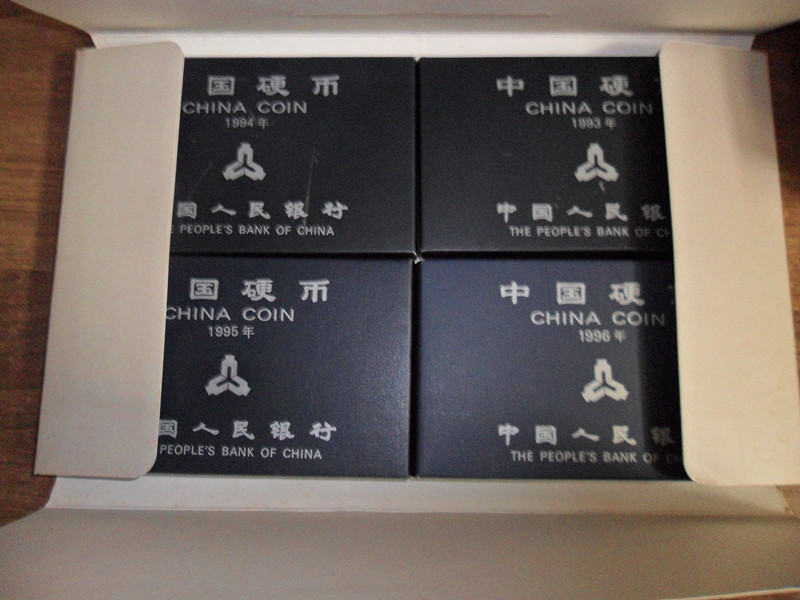 国硬币
CHINA COIN
1994年
国人民银行
PEOPLE'S BANK OF CHINA
中国硬
CHINA COIN
1993年
中国人民银
THE PEOPLE'S BANK OF CH
国硬币
CHINA COIN
1995年
国人民银行
PEOPLE'S BANK OF CHINA
中国硬
CHINA COIN
1996年
中国人民银
THE PEOPLE'S BANK OF C